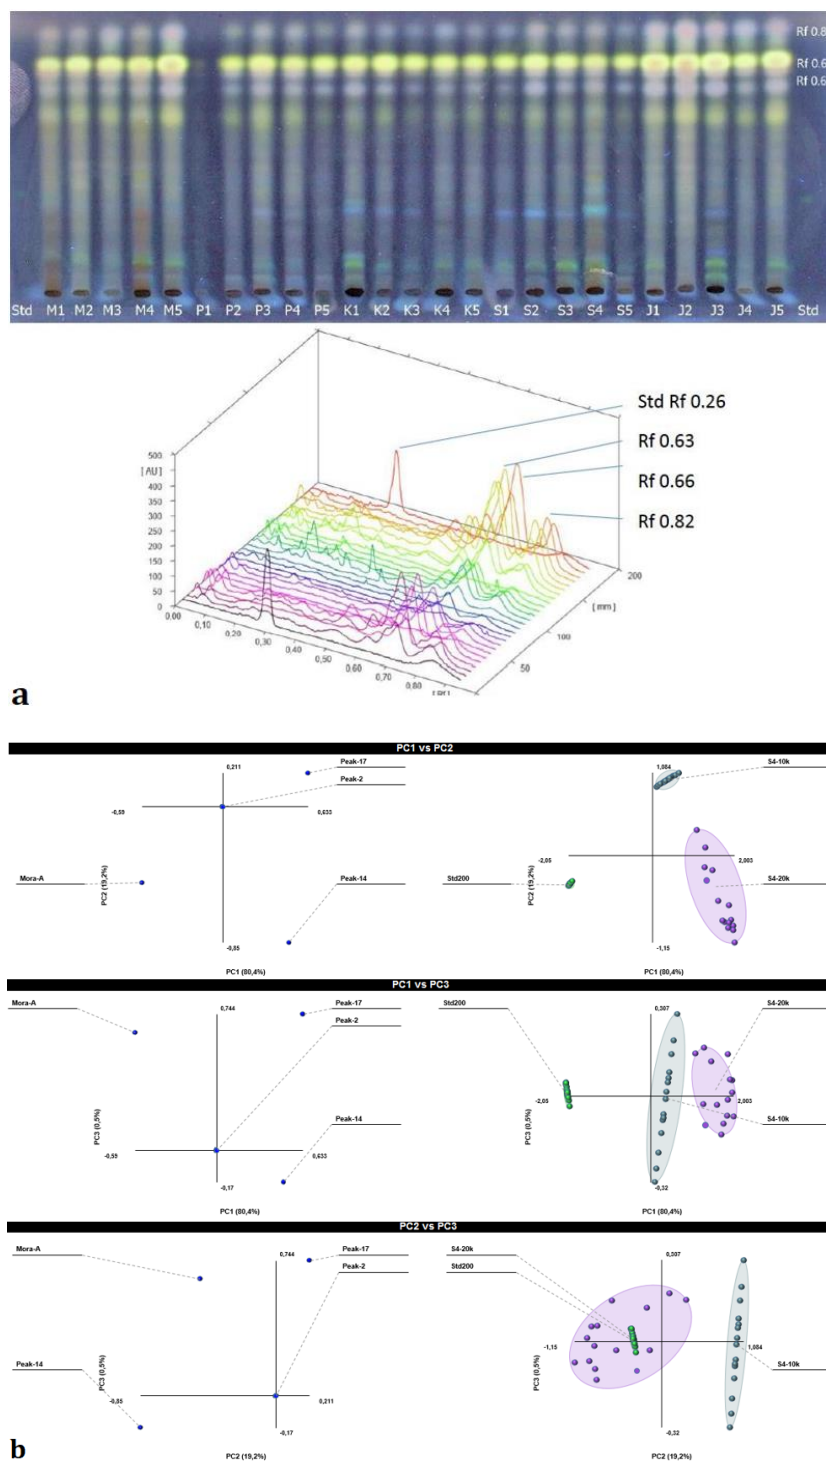 Rf 0.8
Rf 0.6
Rf 0.6
Std M1 M2 M3 M4 M5 P1 P2 P3 P4 P5 K1 K2 K3 K4 K5 S1 S2 S3 S4 S5 J1 J2 J3 J4 J5 Std
Std Rf 0.26
Rf 0.63
Rf 0.66
Rf 0.82
500
[AU]
400
350
300
250
200
150
100
50
0
0,00
0,10
0,20
0,30
0,40
0,50
0,60
0,70
0,80
50
100
[mm]
200
a
PC1 vs PC2
0,211
Peak-17
Peak-2
-0,59
0,633
Mora-A
PC2 (19,2%)
Peak-14
-0,85
PC1 (80,4%)
1,084
S4-10k
-2,05
2,003
Std200
PC2 (19,2%)
S4-20k
-1,15
PC1 (80,4%)
PC1 vs PC3
Mora-A
0,744
Peak-17
Peak-2
PC3 (0,5%)
Peak-14
-0,59
0,633
-0,17
PC1 (80,4%)
Std200
0,307
S4-20k
-2,05
2,003
PC3 (0,5%)
S4-10k
-0,32
PC1 (80,4%)
PC2 vs PC3
Mora-A
0,744
Peak-17
Peak-2
Peak-14
PC3 (0,5%)
-0,85
0,211
-0,17
PC2 (19,2%)
S4-20k
Std200
0,307
-1,15
1,084
PC3 (0,5%)
S4-10k
-0,32
PC2 (19,2%)
b